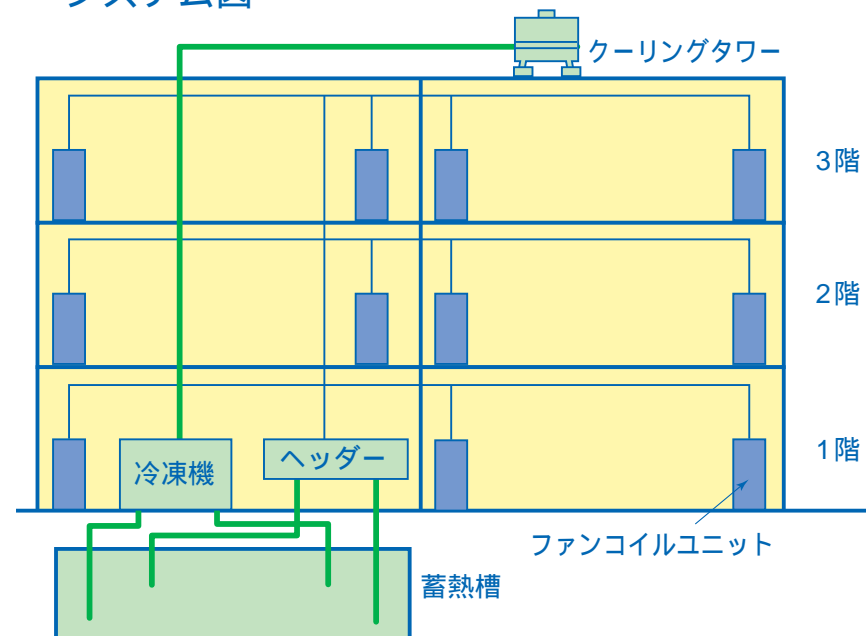 システム図
クーリングタワー
3階
2階
1階
冷凍機
ヘッダー
ファンコイルユニット
蓄熱槽